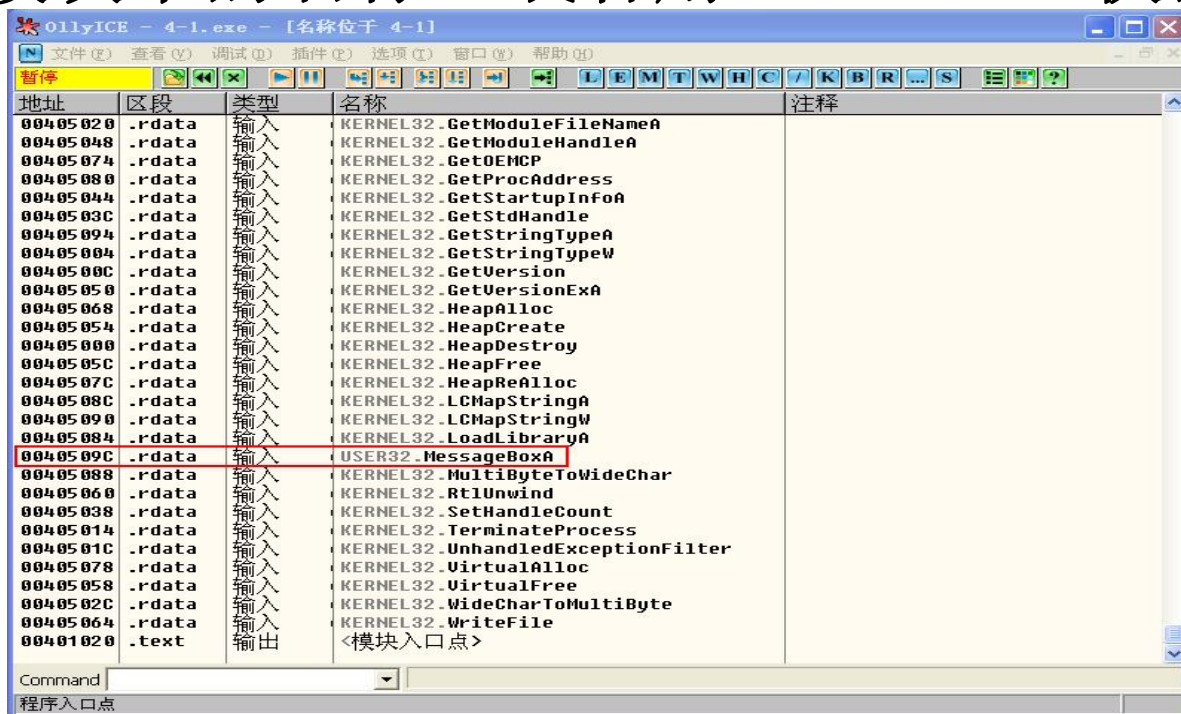 OllyICE - 4-1.exe - [名称位于 4-1]
文件(F) 查看(V) 调试(D) 插件(P) 选项(T) 窗口(W) 帮助(H)
暂停 L E M T W H C / K B R ... S ?
地址 区段 类型 名称 注释
00405020 .rdata 输入 KERNEL32.GetModuleFileNameA
00405048 .rdata 输入 KERNEL32.GetModuleHandleA
00405074 .rdata 输入 KERNEL32.GetOEMCP
00405080 .rdata 输入 KERNEL32.GetProcAddress
00405044 .rdata 输入 KERNEL32.GetStartupInfoA
0040503C .rdata 输入 KERNEL32.GetStdHandle
00405094 .rdata 输入 KERNEL32.GetStringTypeA
00405004 .rdata 输入 KERNEL32.GetStringTypeW
0040500C .rdata 输入 KERNEL32.GetVersion
00405050 .rdata 输入 KERNEL32.GetVersionExA
00405068 .rdata 输入 KERNEL32.HeapAlloc
00405054 .rdata 输入 KERNEL32.HeapCreate
00405000 .rdata 输入 KERNEL32.HeapDestroy
0040505C .rdata 输入 KERNEL32.HeapFree
0040507C .rdata 输入 KERNEL32.HeapReAlloc
0040508C .rdata 输入 KERNEL32.LCMapStringA
00405090 .rdata 输入 KERNEL32.LCMapStringW
00405084 .rdata 输入 KERNEL32.LoadLibraryA
0040509C .rdata 输入 USER32.MessageBoxA
00405088 .rdata 输入 KERNEL32.MultiByteToWideChar
00405060 .rdata 输入 KERNEL32.RtlUnwind
00405038 .rdata 输入 KERNEL32.SetHandleCount
00405014 .rdata 输入 KERNEL32.TerminateProcess
0040501C .rdata 输入 KERNEL32.UnhandledExceptionFilter
00405078 .rdata 输入 KERNEL32.VirtualAlloc
00405058 .rdata 输入 KERNEL32.VirtualFree
0040502C .rdata 输入 KERNEL32.WideCharToMultiByte
00405064 .rdata 输入 KERNEL32.WriteFile
00401020 .text 输出 <模块入口点>
Command
程序入口点